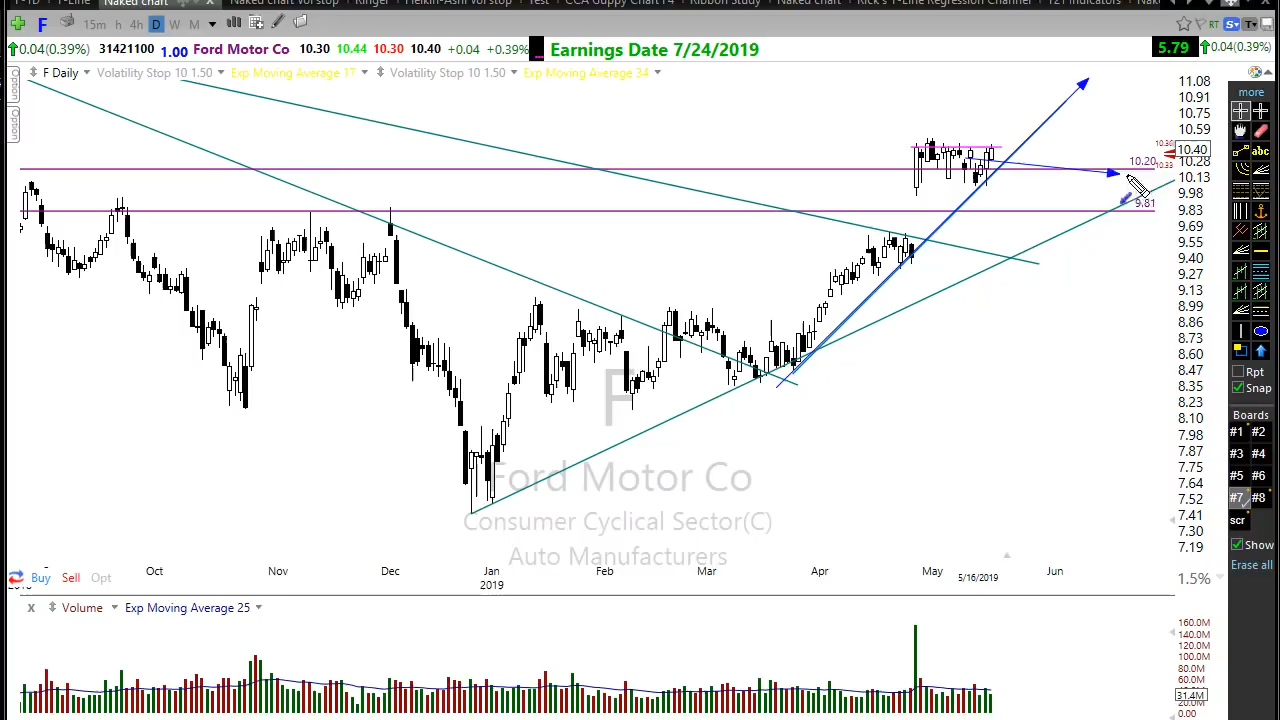 Naked chart
F 15m h 4h D W M
0.04(0.39%) 31421100 1.00 Ford Motor Co 10.30 10.44 10.30 10.40 +0.04 +0.39% Earnings Date 7/24/2019 5.79 0.04(0.39%)
F Daily Volatility Stop 10 1.50 Exp Moving Average 17 Volatility Stop 10 1.50 Exp Moving Average 34
Option
Option
more
abc
Rpt
Snap
Boards
#1 #2
#3 #4
#5 #6
#7 #8
scr
Show
Erase all
11.08
10.91
10.75
10.59
10.40
10.28
10.13
9.98
9.83
9.69
9.55
9.40
9.27
9.13
8.99
8.86
8.73
8.60
8.47
8.35
8.23
8.10
7.98
7.87
7.75
7.64
7.52
7.41
7.30
7.19
10.20
10.33
9.81
F
Ford Motor Co
Consumer Cyclical Sector(C)
Auto Manufacturers
Oct Nov Dec Jan Feb Mar Apr May Jun
2019 5/16/2019
Buy Sell Opt
1.5%
X Volume Exp Moving Average 25
160.0M
140.0M
120.0M
100.0M
80.0M
60.0M
31.4M
20.0M
0.00